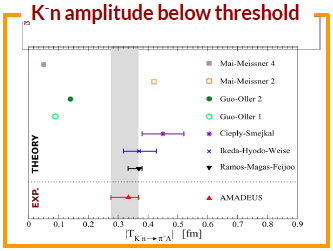 K⁻n amplitude below threshold
Mai-Meissner 4
Mai-Meissner 2
Guo-Oller 2
Guo-Oller 1
Cieply-Smejkal
Ikeda-Hyodo-Weise
Ramos-Magas-Feijoo
AMADEUS
THEORY
EXP.
0 0.1 0.2 0.3 0.4 0.5 0.6 0.7 0.8 0.9
|T K⁻n→π⁻Λ| [fm]